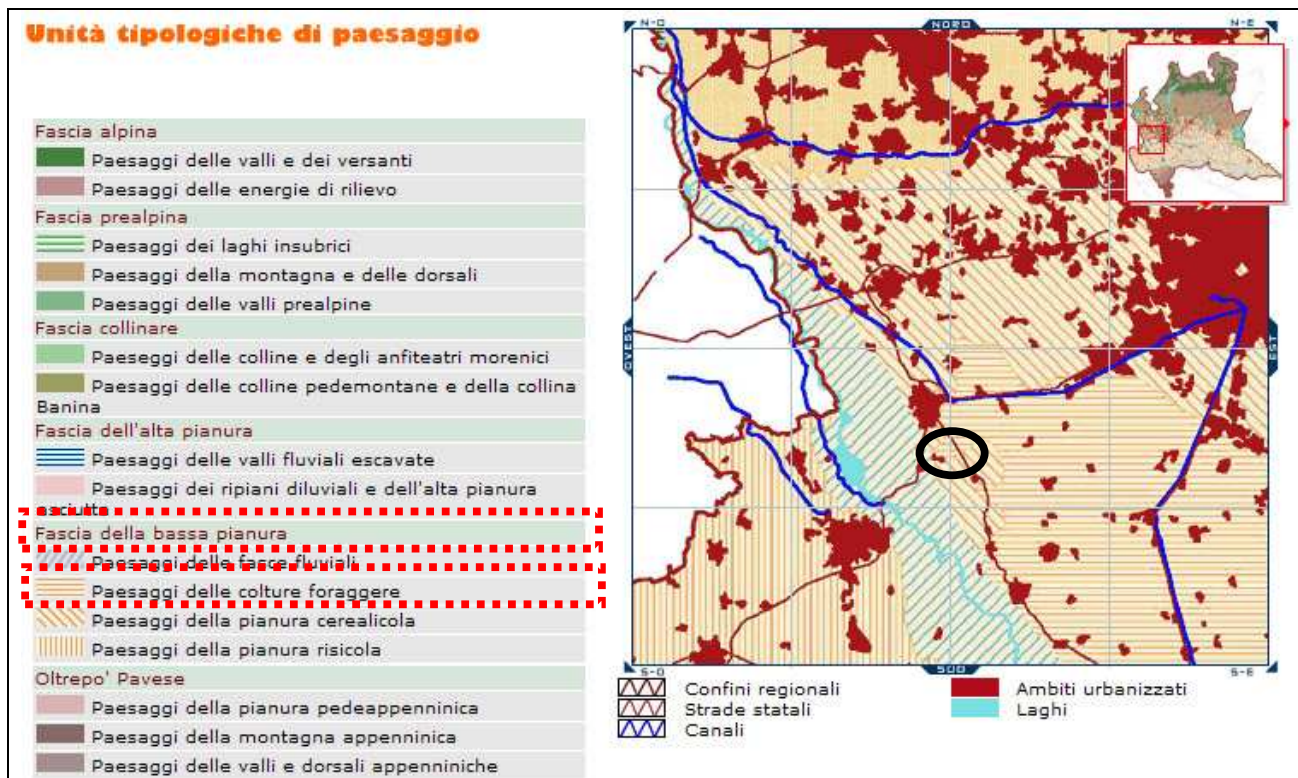 Unità tipologiche di paesaggio
Fascia alpina
Paesaggi delle valli e dei versanti
Paesaggi delle energie di rilievo
Fascia prealpina
Paesaggi dei laghi insubrici
Paesaggi della montagna e delle dorsali
Paesaggi delle valli prealpine
Fascia collinare
Paeseggi delle colline e degli anfiteatri morenici
Paesaggi delle colline pedemontane e della collina
Banina
Fascia dell'alta pianura
Paesaggi delle valli fluviali escavate
Paesaggi dei ripiani diluviali e dell'alta pianura
asciutta
Fascia della bassa pianura
Paesaggi delle fasce fluviali
Paesaggi delle colture foraggere
Paesaggi della pianura cerealicola
Paesaggi della pianura risicola
Oltrepo' Pavese
Paesaggi della pianura pedeappenninica
Paesaggi della montagna appenninica
Paesaggi delle valli e dorsali appenniniche
N-O
NORD
N-E
OVEST
EST
S-O
SUD
S-E
Confini regionali
Strade statali
Canali
Ambiti urbanizzati
Laghi